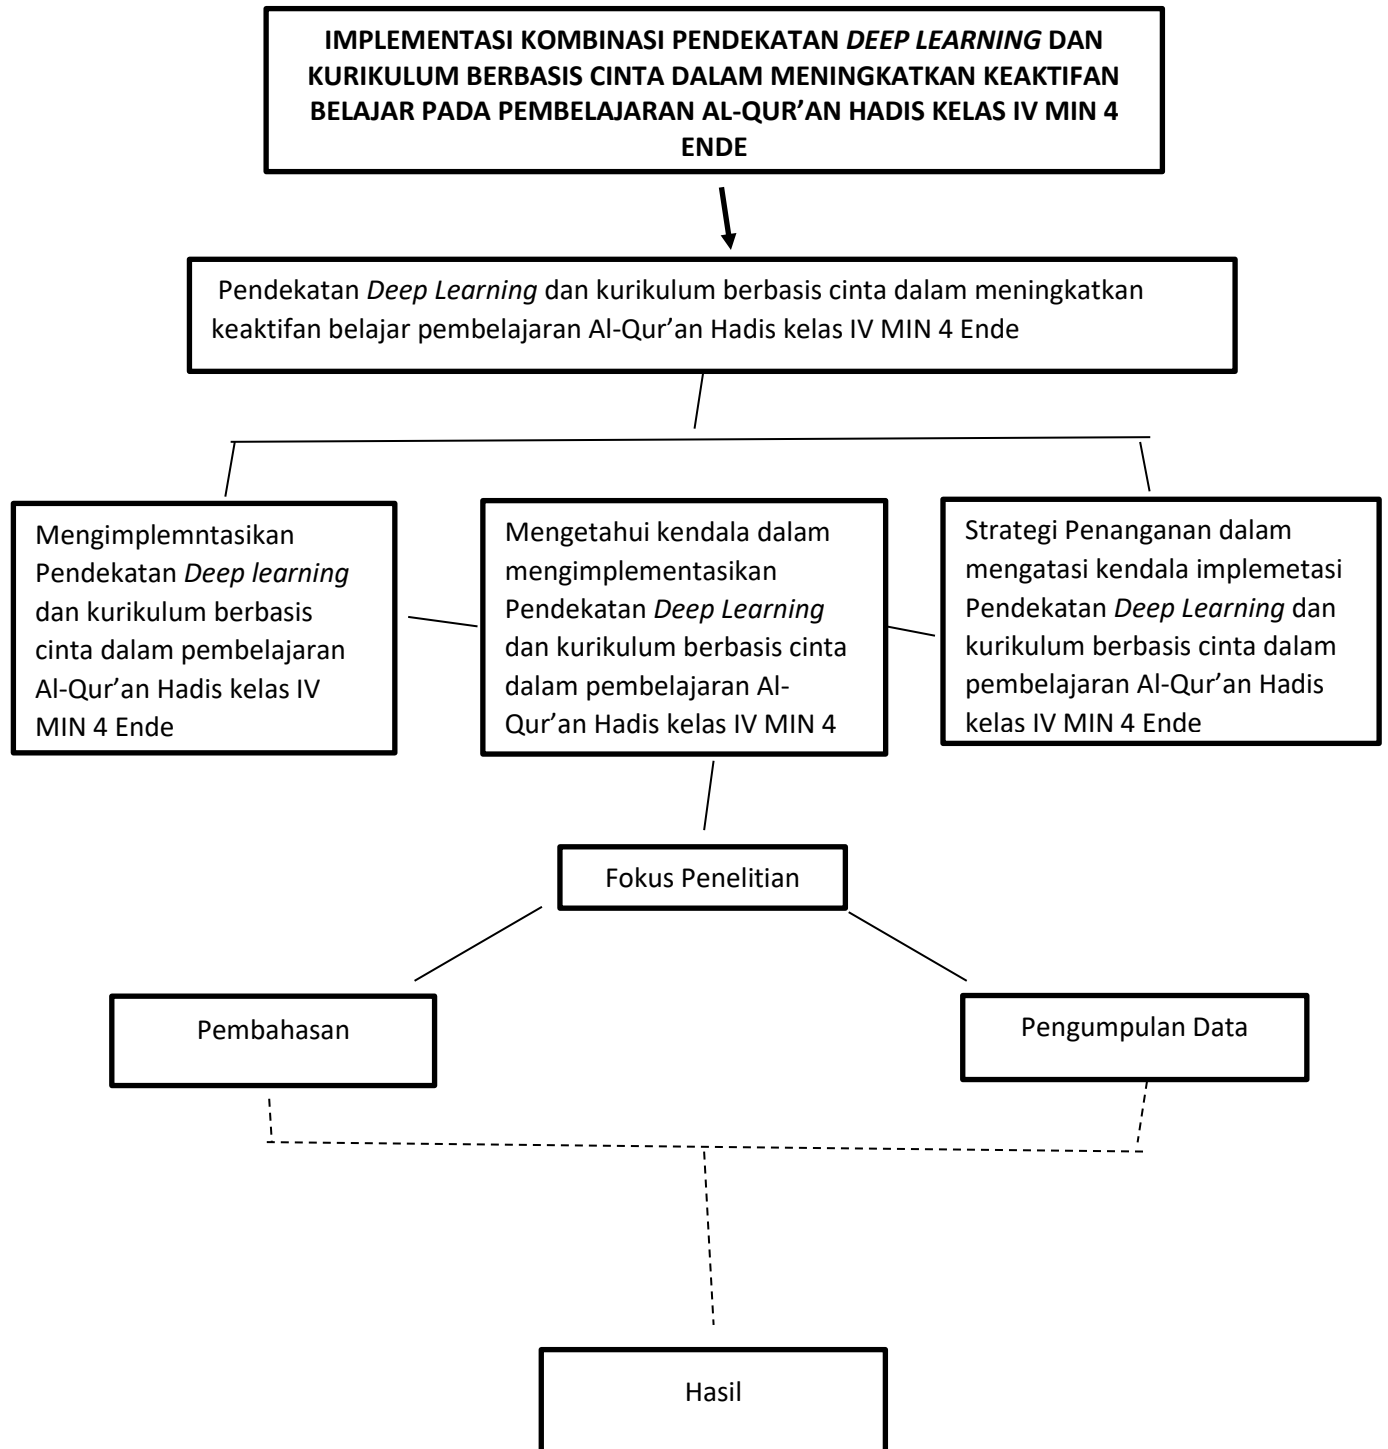 IMPLEMENTASI KOMBINASI PENDEKATAN DEEP LEARNING DAN
KURIKULUM BERBASIS CINTA DALAM MENINGKATKAN KEAKTIFAN
BELAJAR PADA PEMBELAJARAN AL-QUR’AN HADIS KELAS IV MIN 4
ENDE
Pendekatan Deep Learning dan kurikulum berbasis cinta dalam meningkatkan
keaktifan belajar pembelajaran Al-Qur’an Hadis kelas IV MIN 4 Ende
Mengimplemntasikan
Pendekatan Deep learning
dan kurikulum berbasis
cinta dalam pembelajaran
Al-Qur’an Hadis kelas IV
MIN 4 Ende
Mengetahui kendala dalam
mengimplementasikan
Pendekatan Deep Learning
dan kurikulum berbasis cinta
dalam pembelajaran Al-
Qur’an Hadis kelas IV MIN 4
Strategi Penanganan dalam
mengatasi kendala implemetasi
Pendekatan Deep Learning dan
kurikulum berbasis cinta dalam
pembelajaran Al-Qur’an Hadis
kelas IV MIN 4 Ende
Fokus Penelitian
Pembahasan
Pengumpulan Data
Hasil